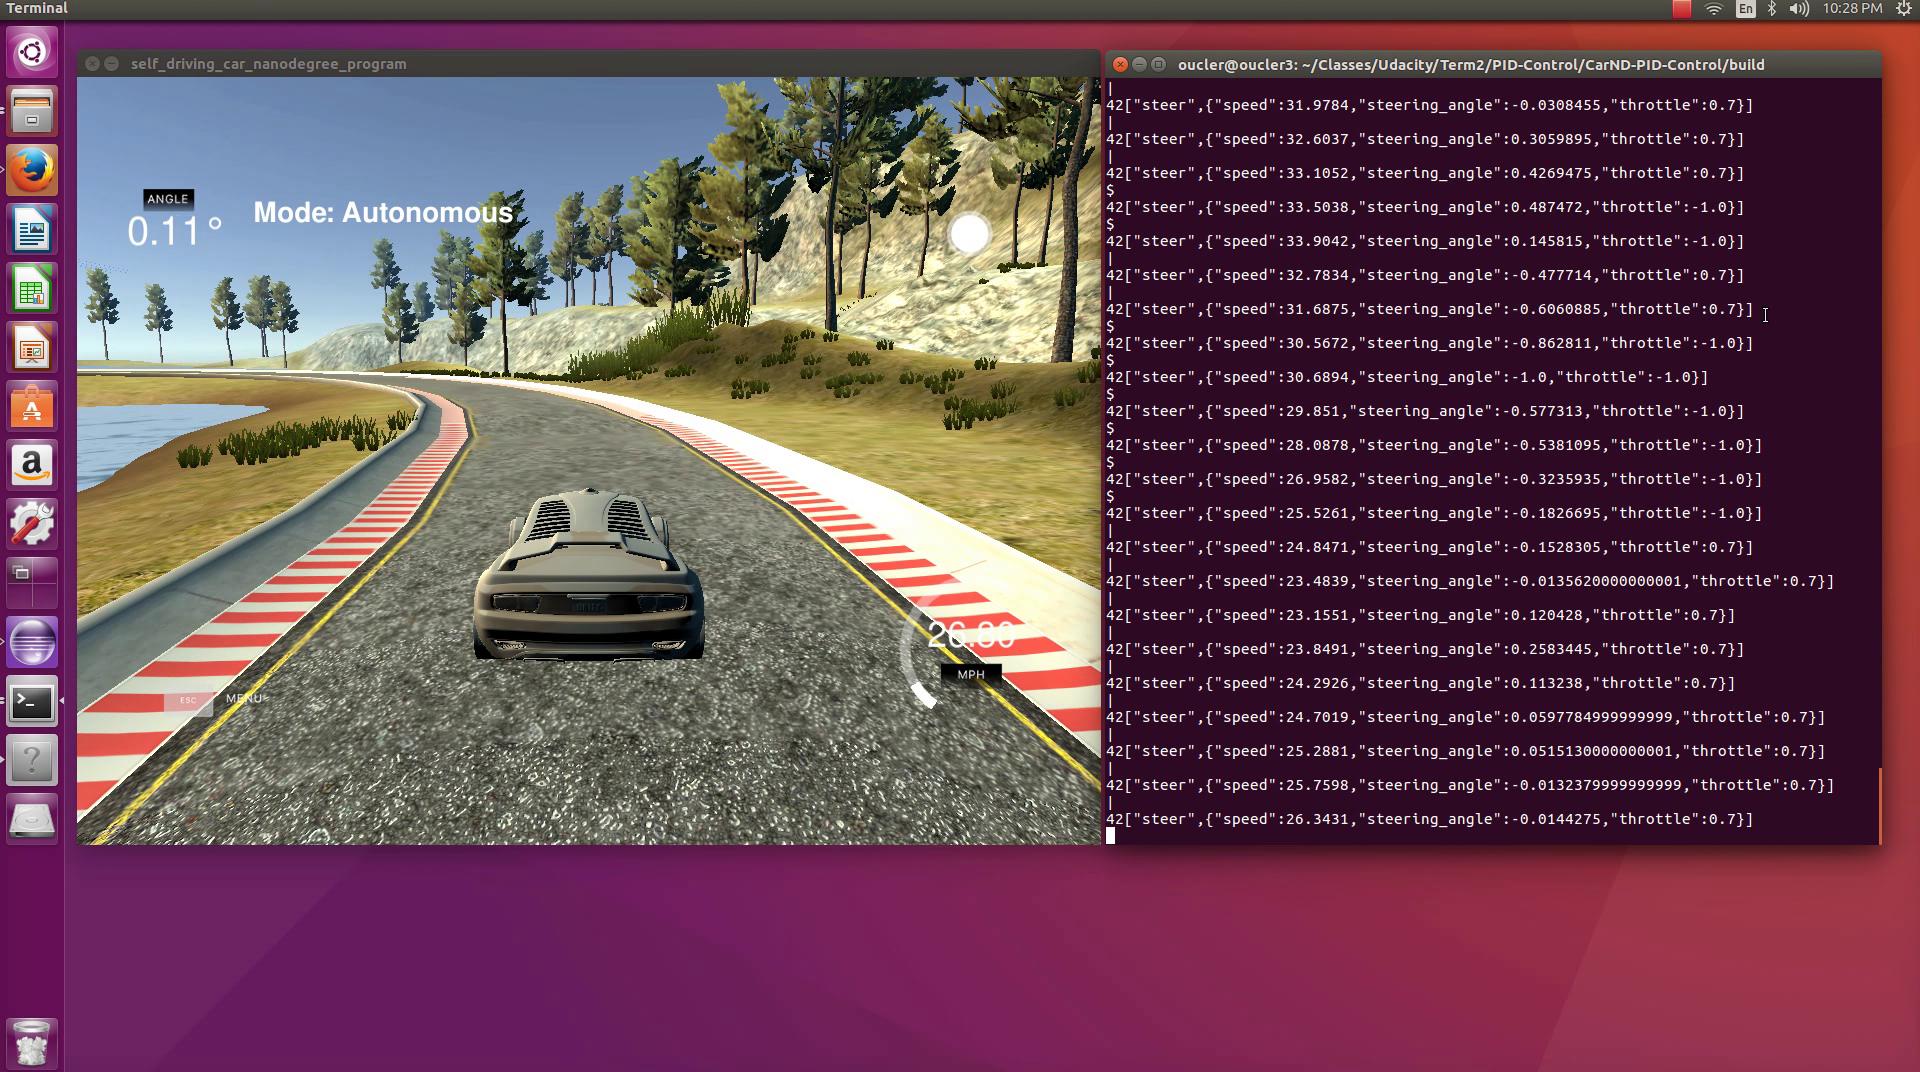 Terminal
En
10:28 PM
self_driving_car_nanodegree_program
ANGLE
0.11°
Mode: Autonomous
26.80
MPH
ESC
MENU
oucler@oucler3: ~/Classes/Udacity/Term2/PID-Control/CarND-PID-Control/build
|
42["steer",{"speed":31.9784,"steering_angle":-0.0308455,"throttle":0.7}]
|
42["steer",{"speed":32.6037,"steering_angle":0.3059895,"throttle":0.7}]
|
42["steer",{"speed":33.1052,"steering_angle":0.4269475,"throttle":0.7}]
$
42["steer",{"speed":33.5038,"steering_angle":0.487472,"throttle":-1.0}]
$
42["steer",{"speed":33.9042,"steering_angle":0.145815,"throttle":-1.0}]
|
42["steer",{"speed":32.7834,"steering_angle":-0.477714,"throttle":0.7}]
|
42["steer",{"speed":31.6875,"steering_angle":-0.6060885,"throttle":0.7}]
$
42["steer",{"speed":30.5672,"steering_angle":-0.862811,"throttle":-1.0}]
$
42["steer",{"speed":30.6894,"steering_angle":-1.0,"throttle":-1.0}]
$
42["steer",{"speed":29.851,"steering_angle":-0.577313,"throttle":-1.0}]
$
42["steer",{"speed":28.0878,"steering_angle":-0.5381095,"throttle":-1.0}]
$
42["steer",{"speed":26.9582,"steering_angle":-0.3235935,"throttle":-1.0}]
$
42["steer",{"speed":25.5261,"steering_angle":-0.1826695,"throttle":-1.0}]
|
42["steer",{"speed":24.8471,"steering_angle":-0.1528305,"throttle":0.7}]
|
42["steer",{"speed":23.4839,"steering_angle":-0.0135620000000001,"throttle":0.7}]
|
42["steer",{"speed":23.1551,"steering_angle":0.120428,"throttle":0.7}]
|
42["steer",{"speed":23.8491,"steering_angle":0.2583445,"throttle":0.7}]
|
42["steer",{"speed":24.2926,"steering_angle":0.113238,"throttle":0.7}]
|
42["steer",{"speed":24.7019,"steering_angle":0.0597784999999999,"throttle":0.7}]
|
42["steer",{"speed":25.2881,"steering_angle":0.0515130000000001,"throttle":0.7}]
|
42["steer",{"speed":25.7598,"steering_angle":-0.0132379999999999,"throttle":0.7}]
|
42["steer",{"speed":26.3431,"steering_angle":-0.0144275,"throttle":0.7}]